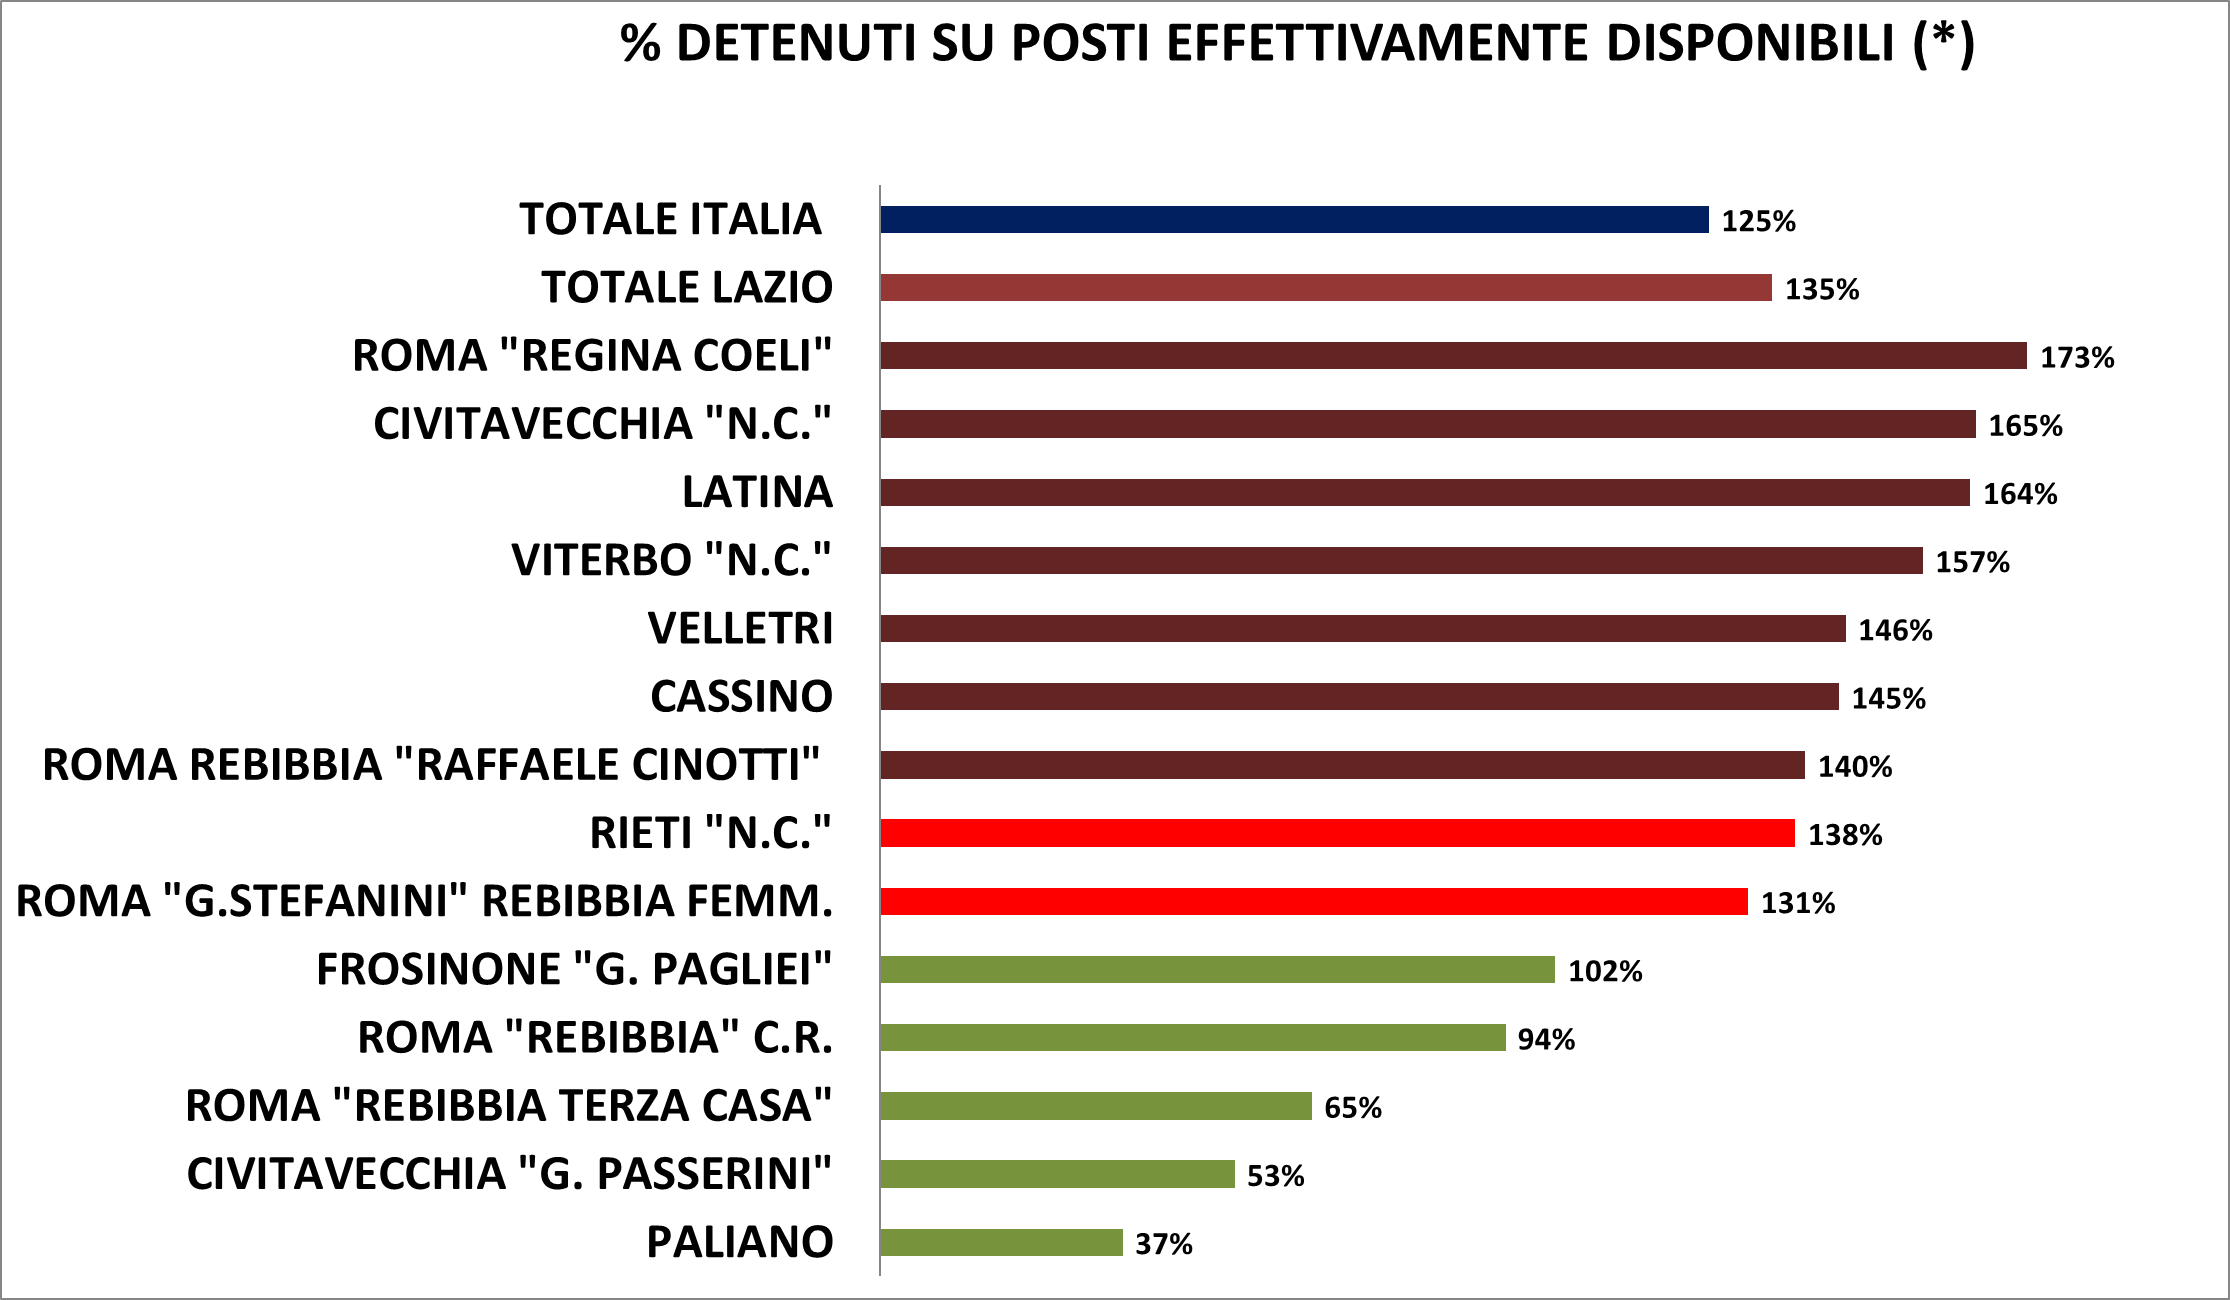 % DETENUTI SU POSTI EFFETTIVAMENTE DISPONIBILI (*)
TOTALE ITALIA 125%
TOTALE LAZIO 135%
ROMA "REGINA COELI" 173%
CIVITAVECCHIA "N.C." 165%
LATINA 164%
VITERBO "N.C." 157%
VELLETRI 146%
CASSINO 145%
ROMA REBIBBIA "RAFFAELE CINOTTI" 140%
RIETI "N.C." 138%
ROMA "G.STEFANINI" REBIBBIA FEMM. 131%
FROSINONE "G. PAGLIEI" 102%
ROMA "REBIBBIA" C.R. 94%
ROMA "REBIBBIA TERZA CASA" 65%
CIVITAVECCHIA "G. PASSERINI" 53%
PALIANO 37%